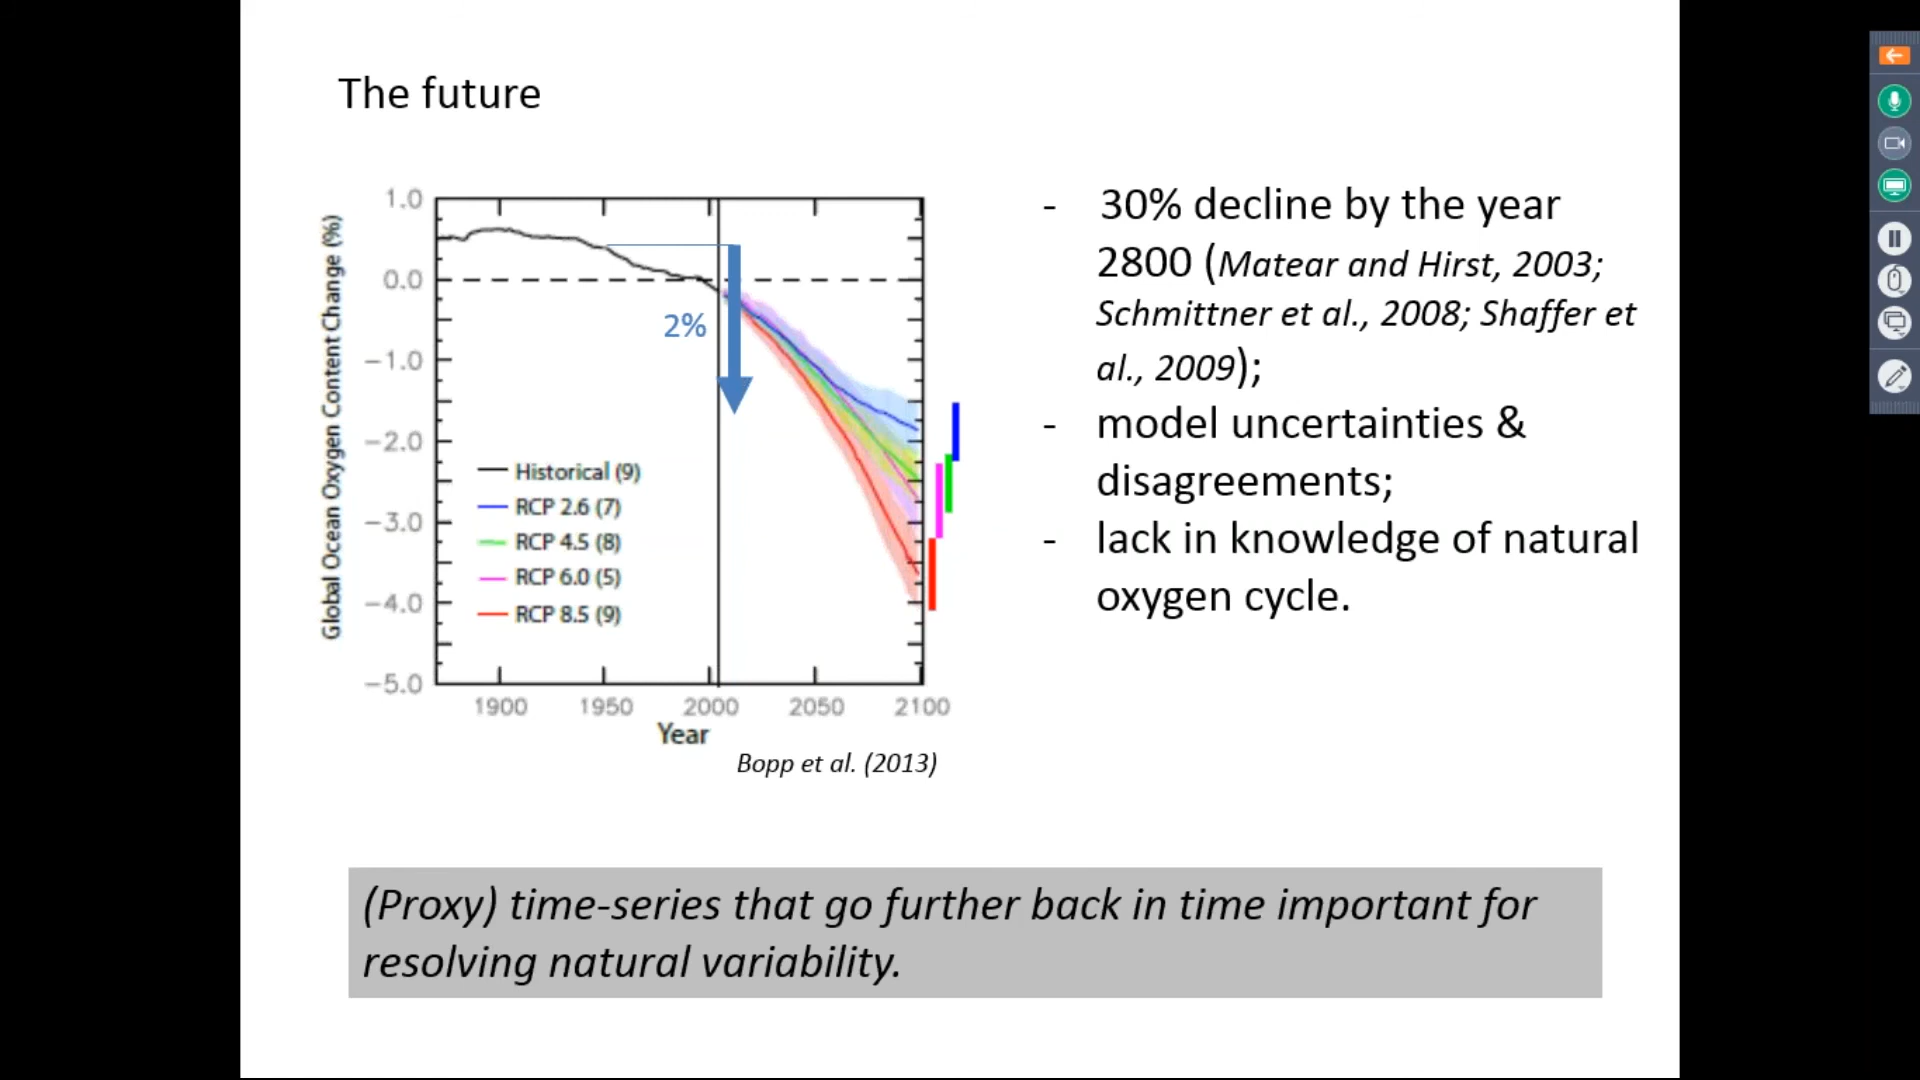 The future
1.0
0.0
−1.0
−2.0
−3.0
−4.0
−5.0
Global Ocean Oxygen Content Change (%)
2%
Historical (9)
RCP 2.6 (7)
RCP 4.5 (8)
RCP 6.0 (5)
RCP 8.5 (9)
1900 1950 2000 2050 2100
Year
Bopp et al. (2013)
- 30% decline by the year
2800 (Matear and Hirst, 2003;
Schmittner et al., 2008; Shaffer et
al., 2009);
- model uncertainties &
disagreements;
- lack in knowledge of natural
oxygen cycle.
(Proxy) time-series that go further back in time important for
resolving natural variability.